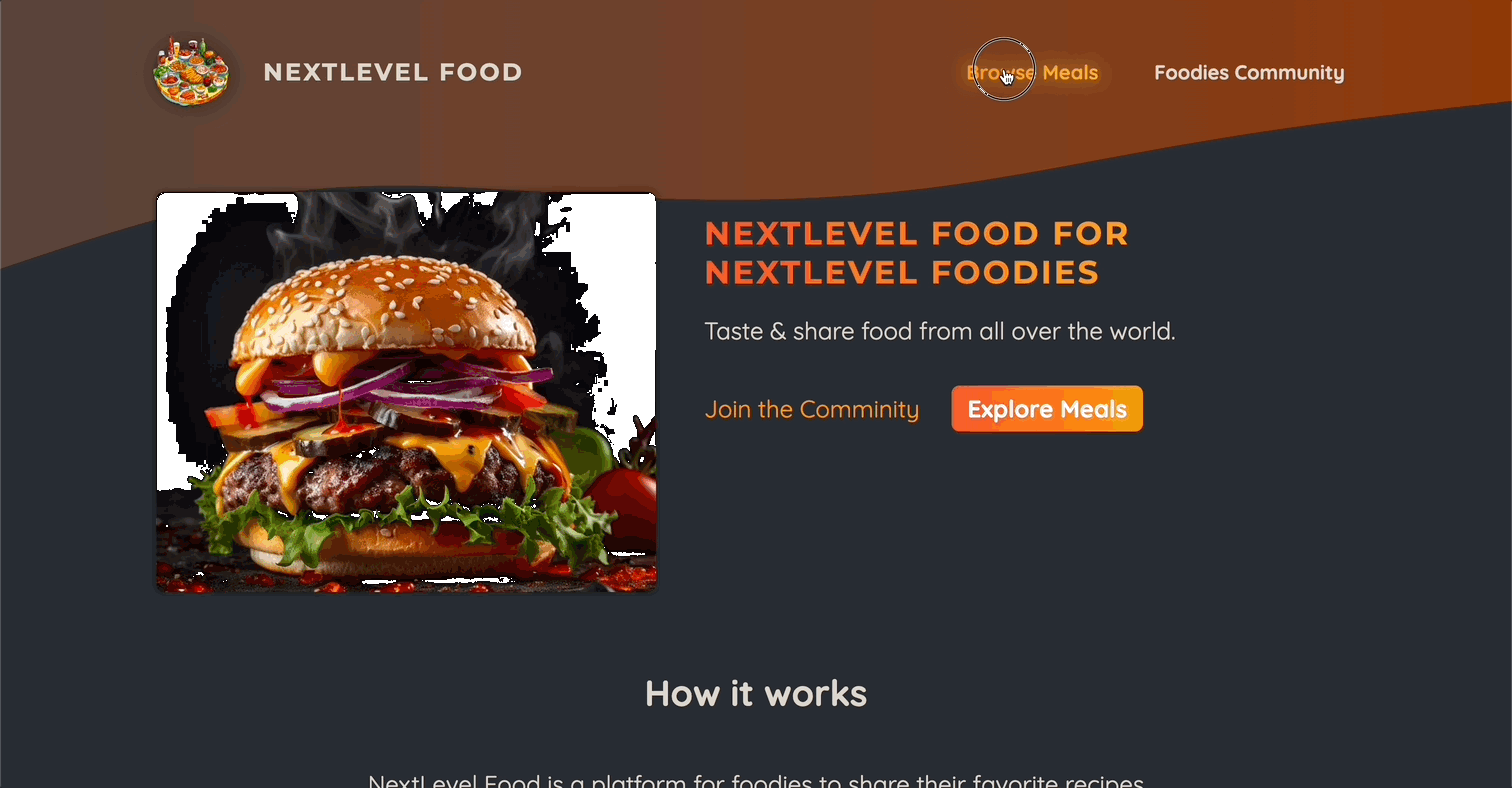 NEXTLEVEL FOOD
Browse Meals
Foodies Community
NEXTLEVEL FOOD FOR
NEXTLEVEL FOODIES
Taste & share food from all over the world.
Join the Comminity
Explore Meals
How it works
NextLevel Food is a platform for foodies to share their favorite recipes